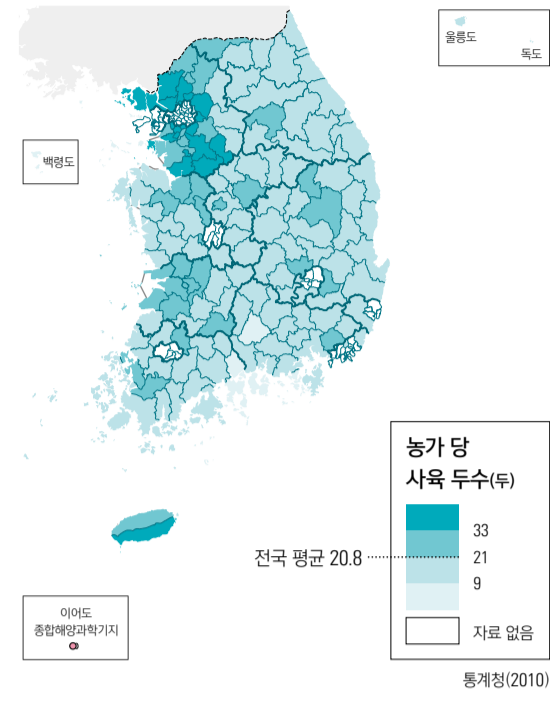 울릉도
독도
백령도
농가 당
사육 두수(두)
33
전국 평균 20.8
21
9
자료 없음
이어도
종합해양과학기지
통계청(2010)